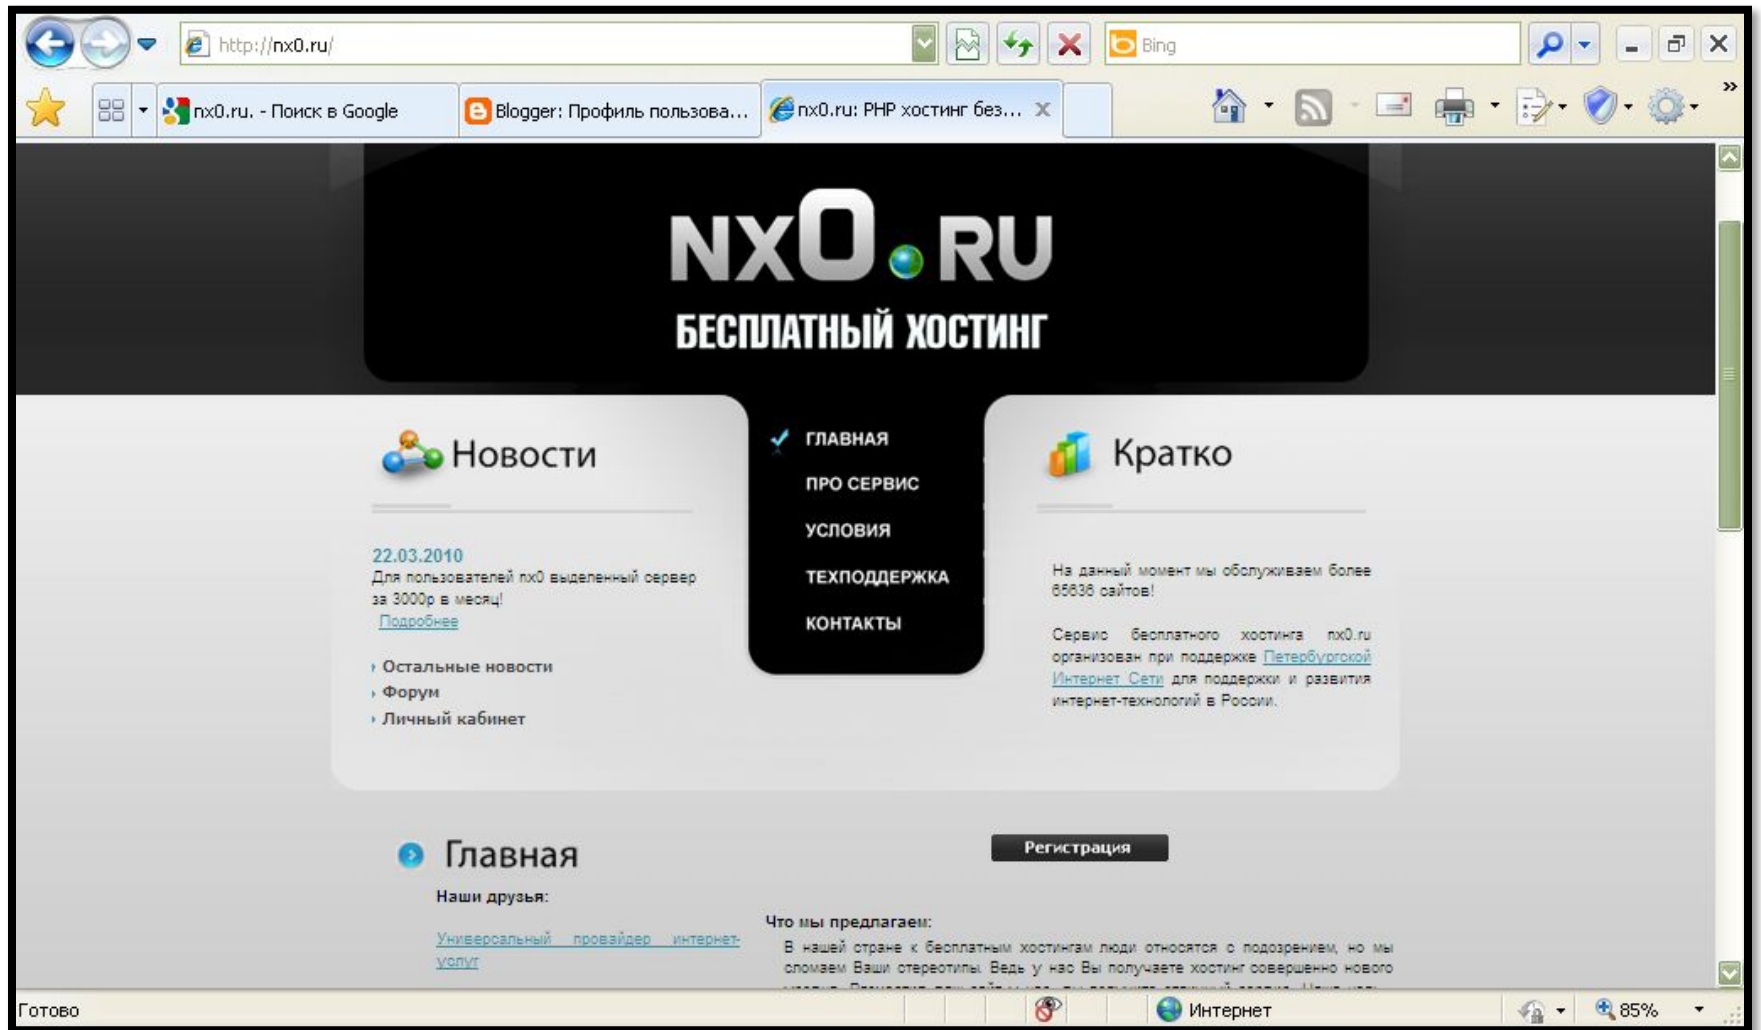 http://nx0.ru/
Bing
nx0.ru. - Поиск в Google
Blogger: Профиль пользова...
nx0.ru: PHP хостинг без...
NX0.RU
БЕСПЛАТНЫЙ ХОСТИНГ
Новости
22.03.2010
Для пользователей nx0 выделенный сервер
за 3000р в месяц!
Подробнее
Остальные новости
Форум
Личный кабинет
ГЛАВНАЯ
ПРО СЕРВИС
УСЛОВИЯ
ТЕХПОДДЕРЖКА
КОНТАКТЫ
Кратко
На данный момент мы обслуживаем более
65636 сайтов!
Сервис бесплатного хостинга nx0.ru
организован при поддержке Петербургской
Интернет Сети для поддержки и развития
интернет-технологий в России.
Главная
Наши друзья:
Универсальный провайдер интернет-
услуг
Регистрация
Что мы предлагаем:
В нашей стране к бесплатным хостингам люди относятся с подозрением, но мы
сломаем Ваши стереотипы. Ведь у нас Вы получаете хостинг совершенно нового
Готово
Интернет
85%